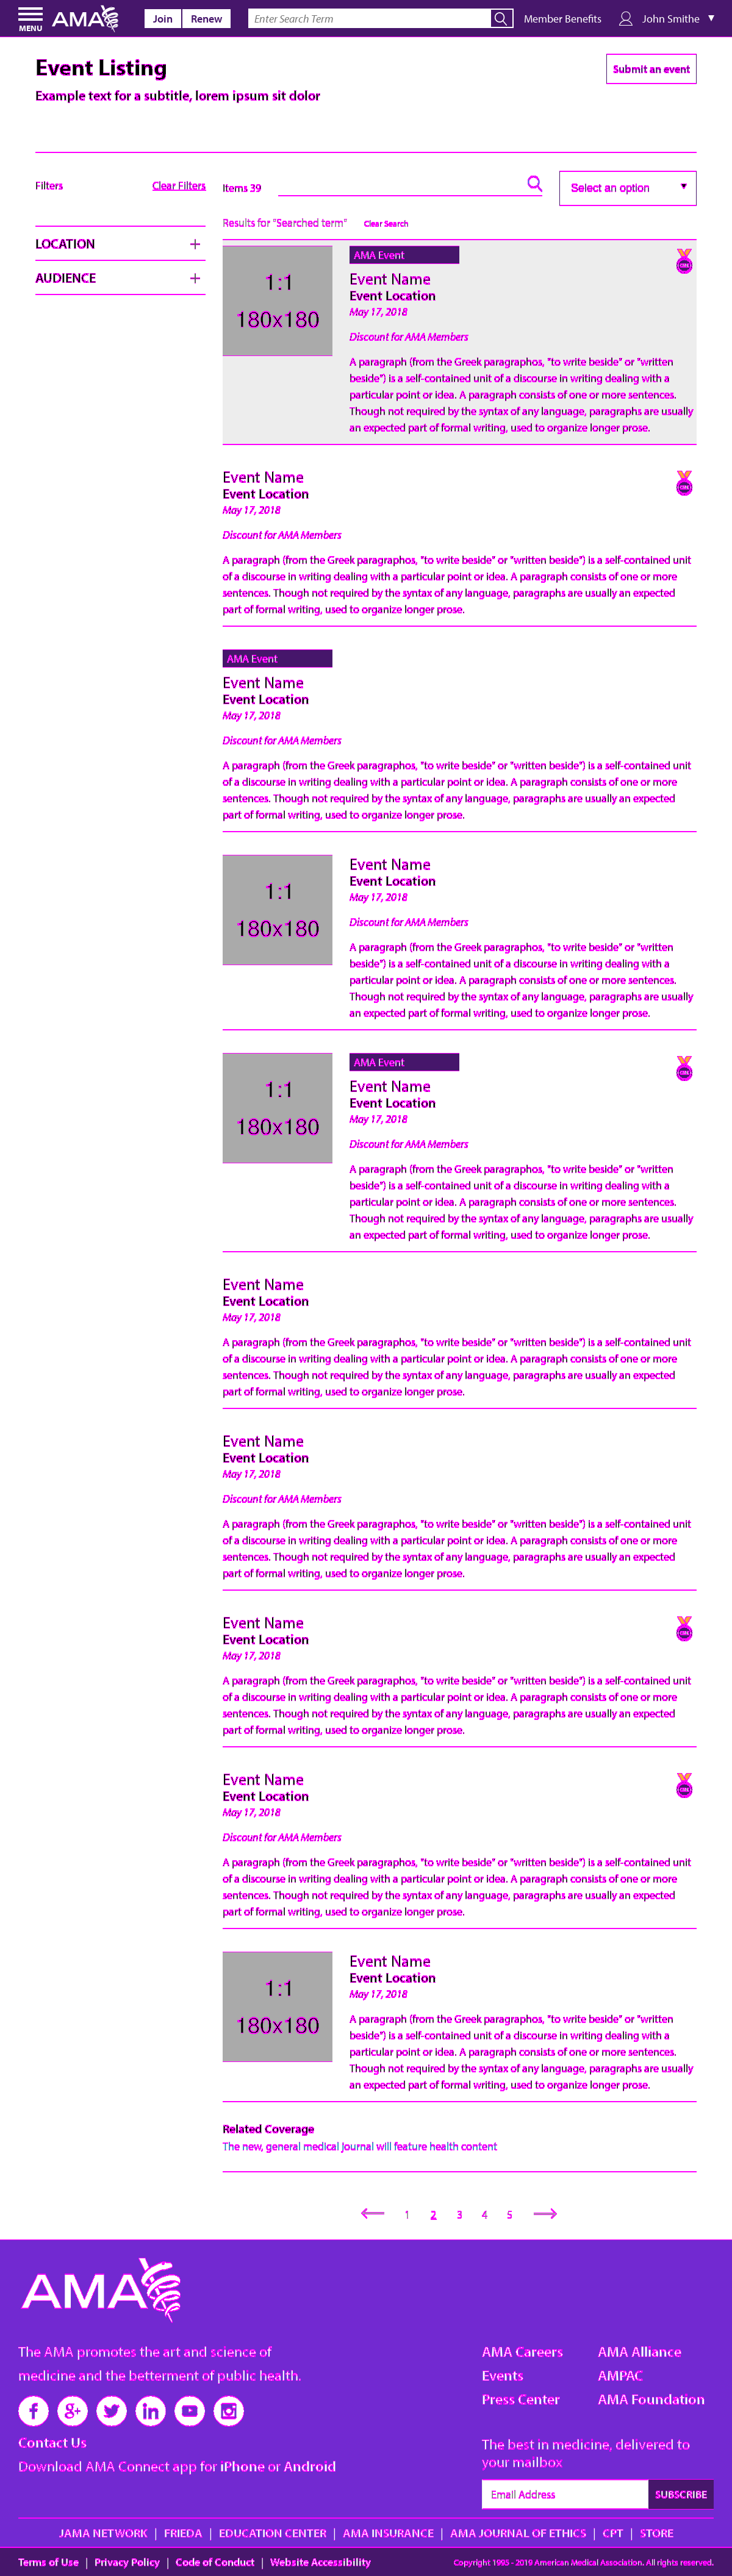 MENU AMA Join Renew Enter Search Term Member Benefits John Smithe
Event Listing
Submit an event
Example text for a subtitle, lorem ipsum sit dolor
Filters Clear Filters
LOCATION
AUDIENCE
Items 39 Select an option
Results for "Searched term" Clear Search
1:1
180x180
AMA Event
Event Name
Event Location
May 17, 2018
Discount for AMA Members
A paragraph (from the Greek paragraphos, "to write beside" or "written
beside") is a self-contained unit of a discourse in writing dealing with a
particular point or idea. A paragraph consists of one or more sentences.
Though not required by the syntax of any language, paragraphs are usually
an expected part of formal writing, used to organize longer prose.
Event Name
Event Location
May 17, 2018
Discount for AMA Members
A paragraph (from the Greek paragraphos, "to write beside" or "written beside") is a self-contained unit
of a discourse in writing dealing with a particular point or idea. A paragraph consists of one or more
sentences. Though not required by the syntax of any language, paragraphs are usually an expected
part of formal writing, used to organize longer prose.
AMA Event
Event Name
Event Location
May 17, 2018
Discount for AMA Members
A paragraph (from the Greek paragraphos, "to write beside" or "written beside") is a self-contained unit
of a discourse in writing dealing with a particular point or idea. A paragraph consists of one or more
sentences. Though not required by the syntax of any language, paragraphs are usually an expected
part of formal writing, used to organize longer prose.
1:1
180x180
Event Name
Event Location
May 17, 2018
Discount for AMA Members
A paragraph (from the Greek paragraphos, "to write beside" or "written
beside") is a self-contained unit of a discourse in writing dealing with a
particular point or idea. A paragraph consists of one or more sentences.
Though not required by the syntax of any language, paragraphs are usually
an expected part of formal writing, used to organize longer prose.
1:1
180x180
AMA Event
Event Name
Event Location
May 17, 2018
Discount for AMA Members
A paragraph (from the Greek paragraphos, "to write beside" or "written
beside") is a self-contained unit of a discourse in writing dealing with a
particular point or idea. A paragraph consists of one or more sentences.
Though not required by the syntax of any language, paragraphs are usually
an expected part of formal writing, used to organize longer prose.
Event Name
Event Location
May 17, 2018
A paragraph (from the Greek paragraphos, "to write beside" or "written beside") is a self-contained unit
of a discourse in writing dealing with a particular point or idea. A paragraph consists of one or more
sentences. Though not required by the syntax of any language, paragraphs are usually an expected
part of formal writing, used to organize longer prose.
Event Name
Event Location
May 17, 2018
Discount for AMA Members
A paragraph (from the Greek paragraphos, "to write beside" or "written beside") is a self-contained unit
of a discourse in writing dealing with a particular point or idea. A paragraph consists of one or more
sentences. Though not required by the syntax of any language, paragraphs are usually an expected
part of formal writing, used to organize longer prose.
Event Name
Event Location
May 17, 2018
A paragraph (from the Greek paragraphos, "to write beside" or "written beside") is a self-contained unit
of a discourse in writing dealing with a particular point or idea. A paragraph consists of one or more
sentences. Though not required by the syntax of any language, paragraphs are usually an expected
part of formal writing, used to organize longer prose.
Event Name
Event Location
May 17, 2018
Discount for AMA Members
A paragraph (from the Greek paragraphos, "to write beside" or "written beside") is a self-contained unit
of a discourse in writing dealing with a particular point or idea. A paragraph consists of one or more
sentences. Though not required by the syntax of any language, paragraphs are usually an expected
part of formal writing, used to organize longer prose.
1:1
180x180
Event Name
Event Location
May 17, 2018
A paragraph (from the Greek paragraphos, "to write beside" or "written
beside") is a self-contained unit of a discourse in writing dealing with a
particular point or idea. A paragraph consists of one or more sentences.
Though not required by the syntax of any language, paragraphs are usually
an expected part of formal writing, used to organize longer prose.
Related Coverage
The new, general medical journal will feature health content
1 2 3 4 5
AMA
The AMA promotes the art and science of
medicine and the betterment of public health.
Contact Us
Download AMA Connect app for iPhone or Android
AMA Careers AMA Alliance
Events AMPAC
Press Center AMA Foundation
The best in medicine, delivered to
your mailbox
Email Address SUBSCRIBE
JAMA NETWORK | FRIEDA | EDUCATION CENTER | AMA INSURANCE | AMA JOURNAL OF ETHICS | CPT | STORE
Terms of Use | Privacy Policy | Code of Conduct | Website Accessibility
Copyright 1995 - 2019 American Medical Association. All rights reserved.